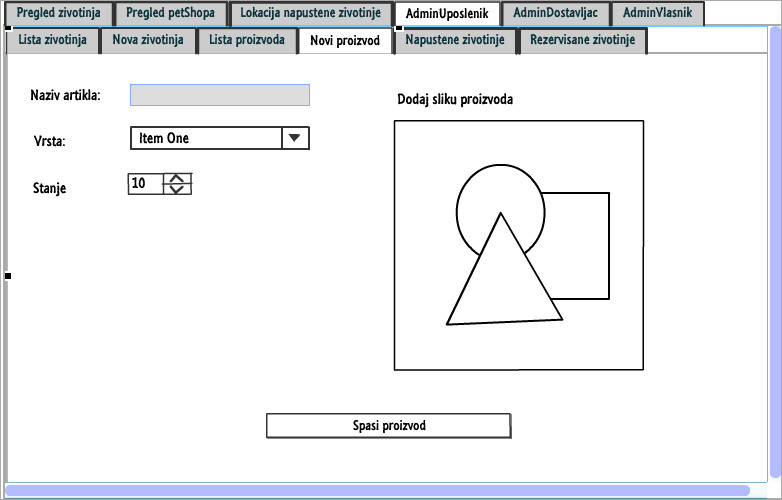 Pregled zivotinja Pregled petShopa Lokacija napustene zivotinje AdminUposlenik AdminDostavljac AdminVlasnik
Lista zivotinja Nova zivotinja Lista proizvoda Novi proizvod Napustene zivotinje Rezervisane zivotinje
Naziv artikla:
Dodaj sliku proizvoda
Vrsta: Item One
Stanje 10
Spasi proizvod